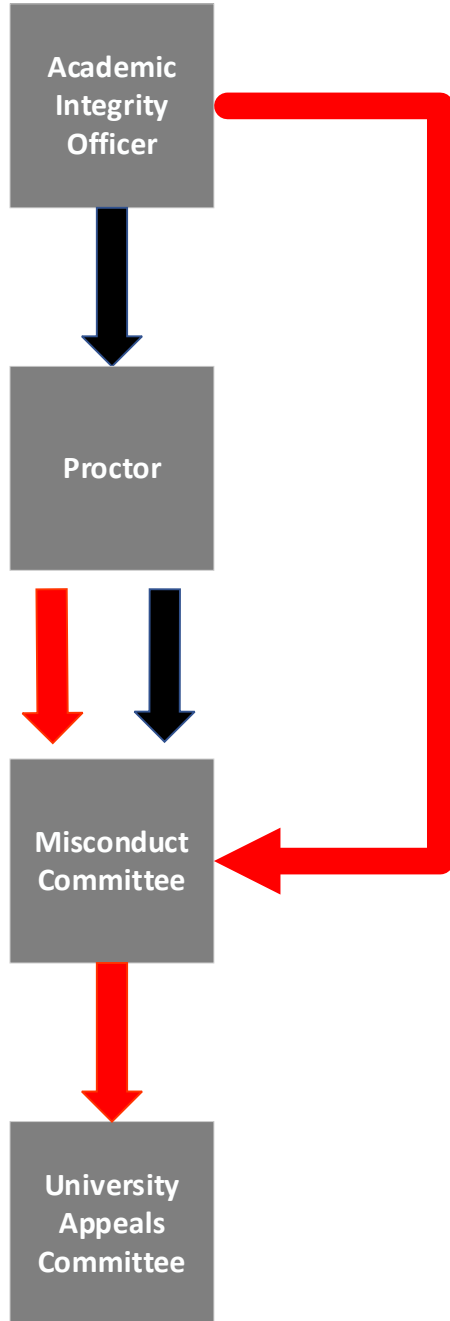 Academic
Integrity
Officer
Proctor
Misconduct
Committee
University
Appeals
Committee